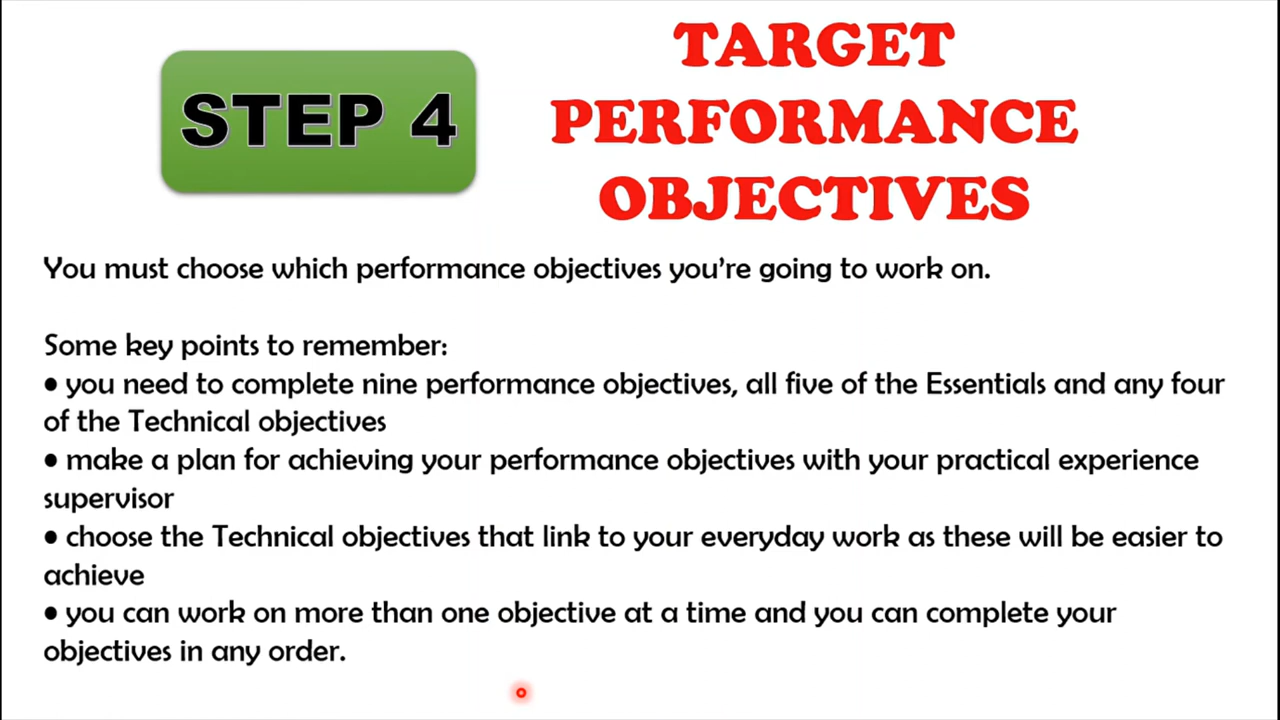 STEP 4
TARGET
PERFORMANCE
OBJECTIVES
You must choose which performance objectives you’re going to work on.
Some key points to remember:
• you need to complete nine performance objectives, all five of the Essentials and any four
of the Technical objectives
• make a plan for achieving your performance objectives with your practical experience
supervisor
• choose the Technical objectives that link to your everyday work as these will be easier to
achieve
• you can work on more than one objective at a time and you can complete your
objectives in any order.